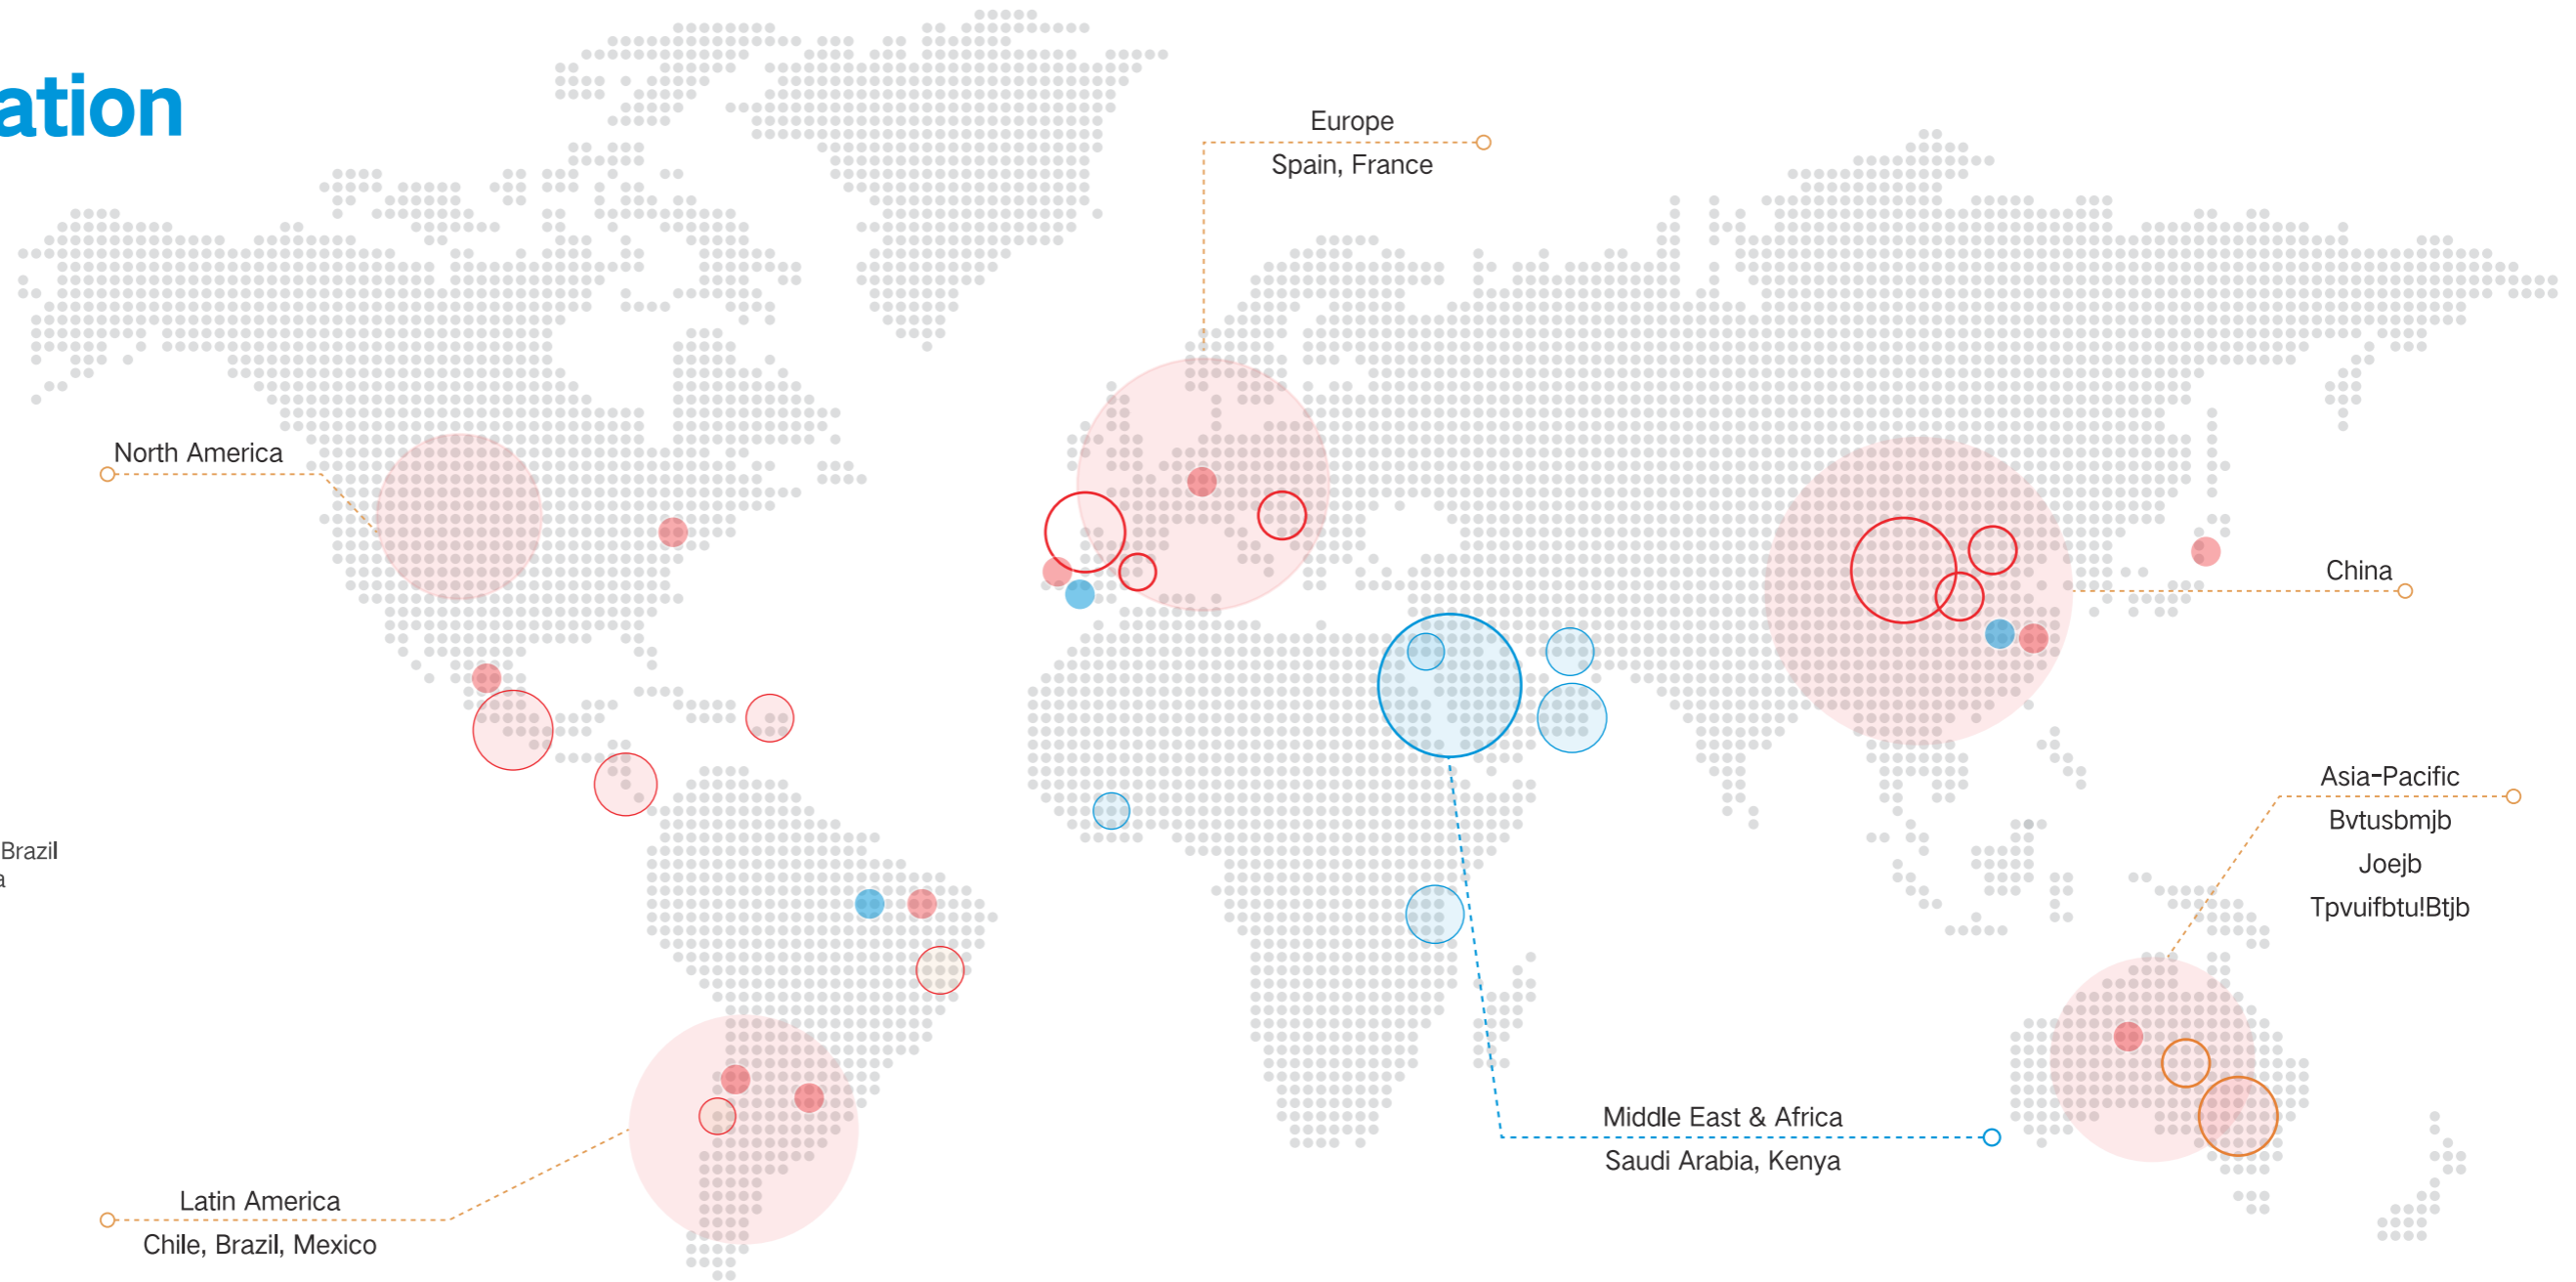 ation
Europe
Spain, France
North America
China
Asia-Pacific
Bvtusbmjb
Joejb
Tpvuifbtu!Btjb
Brazil
a
Middle East & Africa
Saudi Arabia, Kenya
Latin America
Chile, Brazil, Mexico